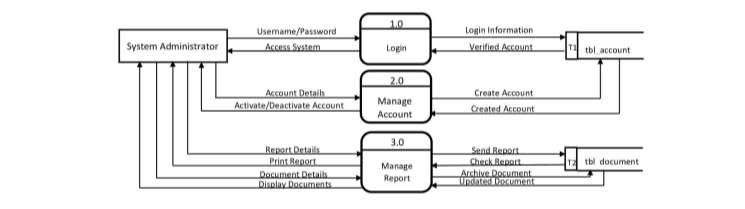 1.0
Username/Password
Login Information
System Administrator
Access System
Login
Verified Account
T1
tbl_account
2.0
Account Details
Manage
Create Account
Activate/Deactivate Account
Account
Created Account
3.0
Report Details
Send Report
Print Report
Manage
Check Report
T2
tbl document
Document Details
Report
Archive Document
Display Documents
Updated Document